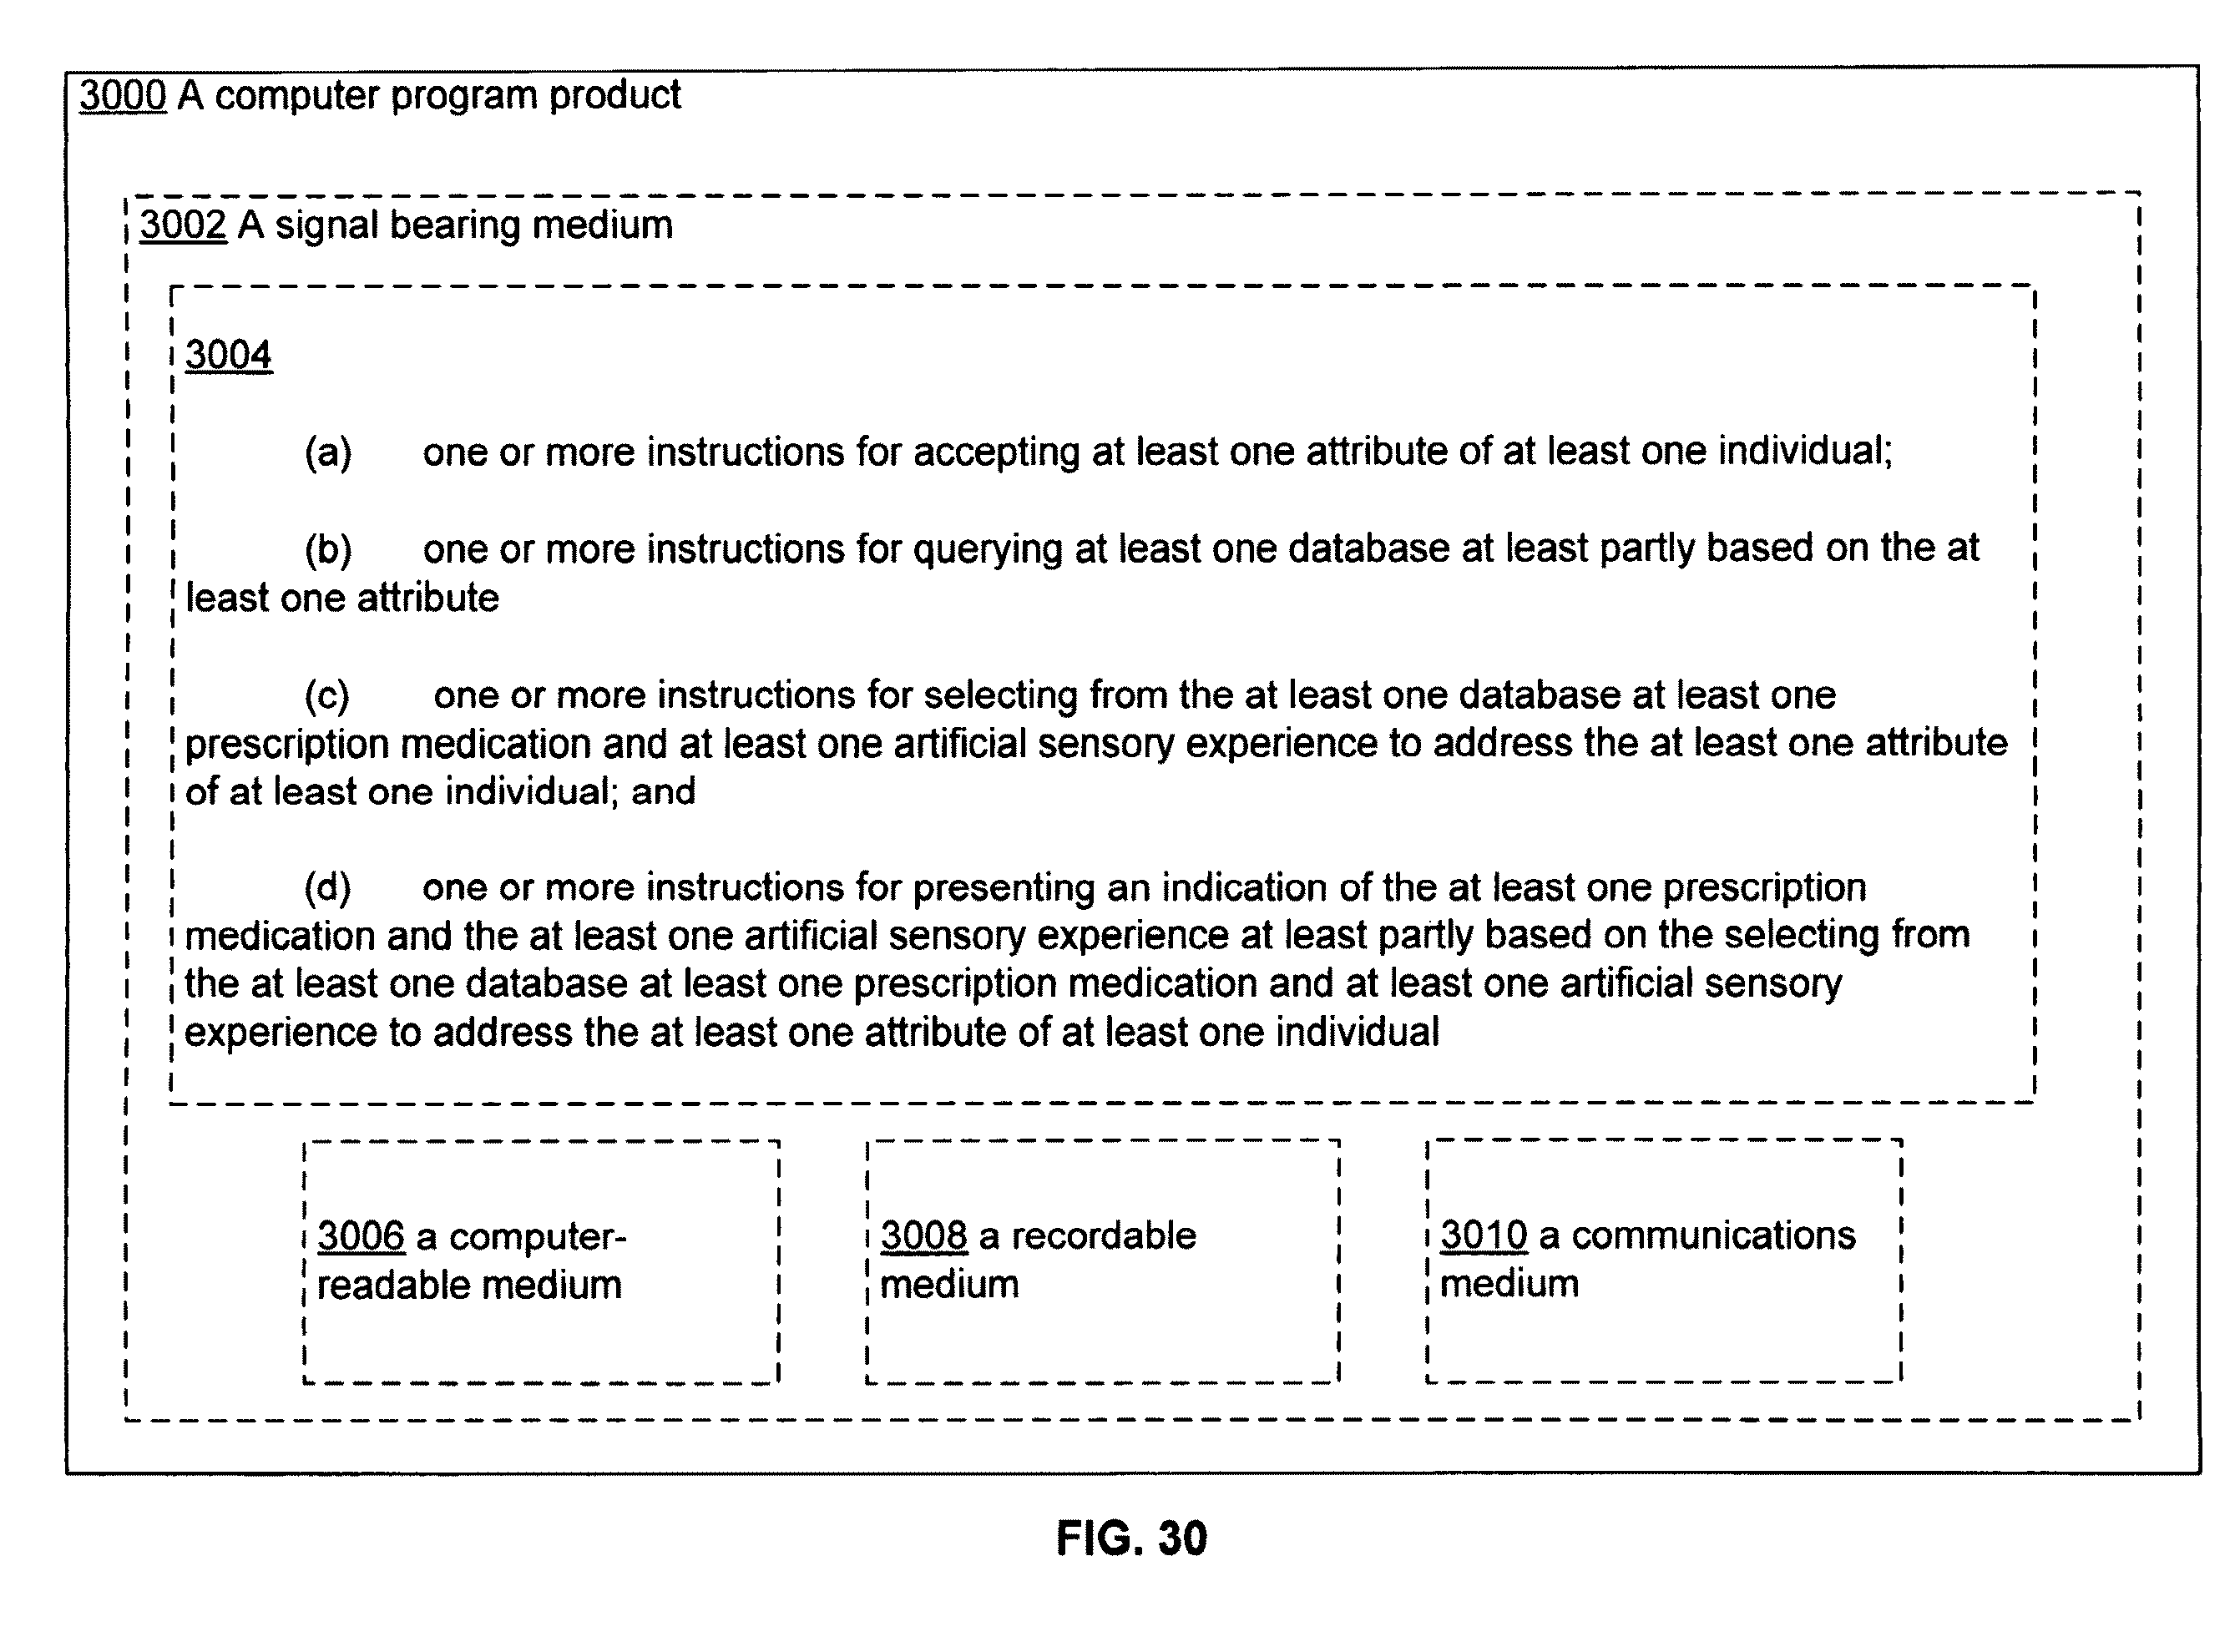 3000 A computer program product
3002 A signal bearing medium
3004
(a) one or more instructions for accepting at least one attribute of at least one individual;
(b) one or more instructions for querying at least one database at least partly based on the at
least one attribute
(c) one or more instructions for selecting from the at least one database at least one
prescription medication and at least one artificial sensory experience to address the at least one attribute
of at least one individual; and
(d) one or more instructions for presenting an indication of the at least one prescription
medication and the at least one artificial sensory experience at least partly based on the selecting from
the at least one database at least one prescription medication and at least one artificial sensory
experience to address the at least one attribute of at least one individual
3006 a computer-
readable medium
3008 a recordable
medium
3010 a communications
medium
FIG. 30